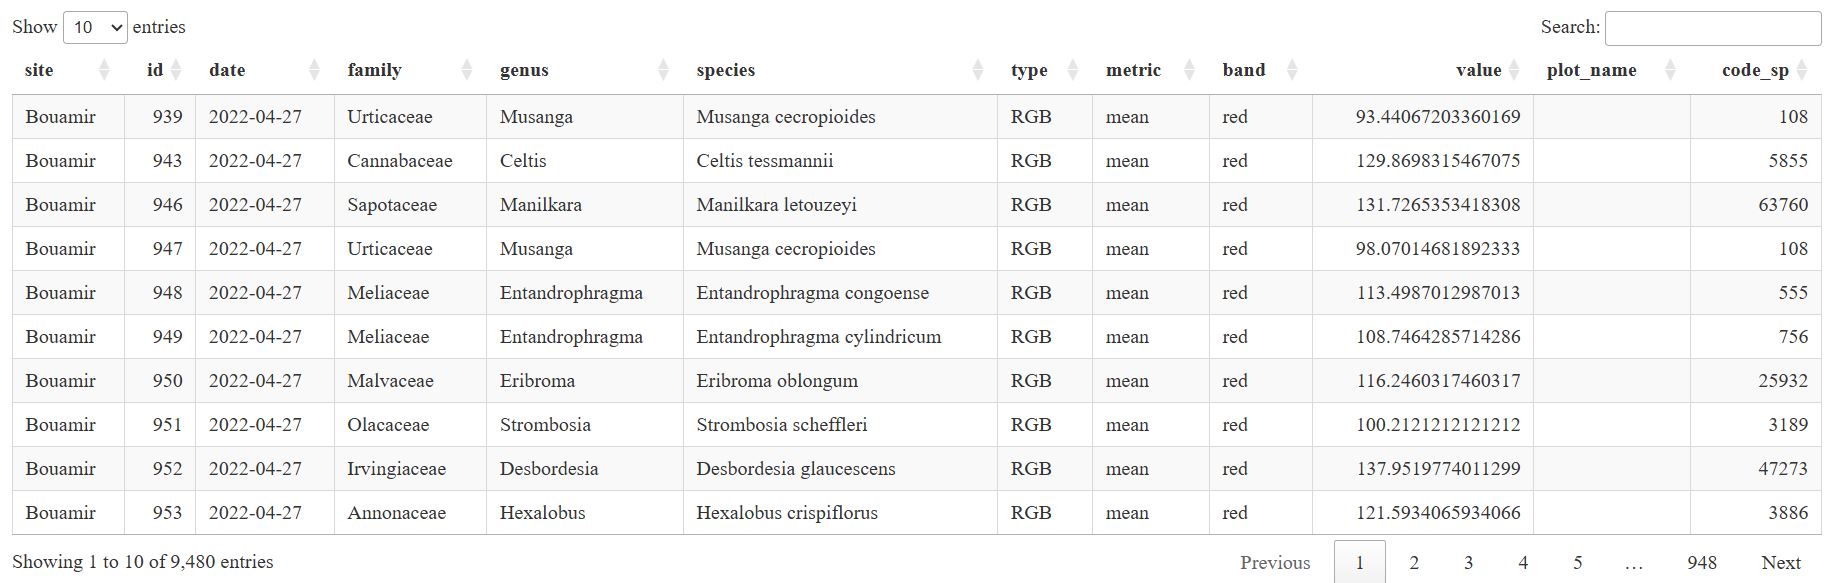 Show 10 entries Search:
site id date family genus species type metric band value plot_name code_sp
Bouamir 939 2022-04-27 Urticaceae Musanga Musanga cecropioides RGB mean red 93.44067203360169 108
Bouamir 943 2022-04-27 Cannabaceae Celtis Celtis tessmannii RGB mean red 129.8698315467075 5855
Bouamir 946 2022-04-27 Sapotaceae Manilkara Manilkara letouzeyi RGB mean red 131.7265353418308 63760
Bouamir 947 2022-04-27 Urticaceae Musanga Musanga cecropioides RGB mean red 98.07014681892333 108
Bouamir 948 2022-04-27 Meliaceae Entandrophragma Entandrophragma congoense RGB mean red 113.4987012987013 555
Bouamir 949 2022-04-27 Meliaceae Entandrophragma Entandrophragma cylindricum RGB mean red 108.7464285714286 756
Bouamir 950 2022-04-27 Malvaceae Eribroma Eribroma oblongum RGB mean red 116.2460317460317 25932
Bouamir 951 2022-04-27 Olacaceae Strombosia Strombosia scheffleri RGB mean red 100.2121212121212 3189
Bouamir 952 2022-04-27 Irvingiaceae Desbordesia Desbordesia glaucescens RGB mean red 137.9519774011299 47273
Bouamir 953 2022-04-27 Annonaceae Hexalobus Hexalobus crispiflorus RGB mean red 121.5934065934066 3886
Showing 1 to 10 of 9,480 entries Previous 1 2 3 4 5 … 948 Next